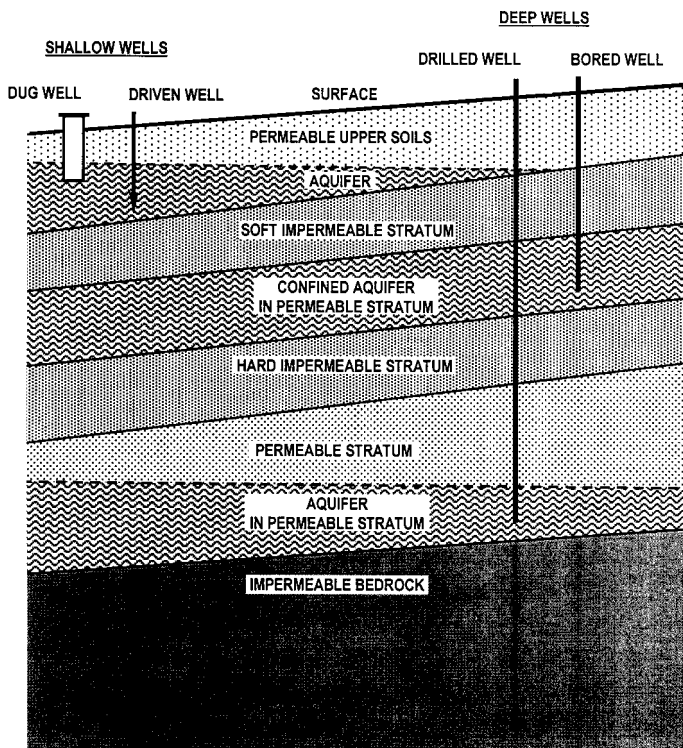 DEEP WELLS
SHALLOW WELLS
DRILLED WELL
BORED WELL
DUG WELL
DRIVEN WELL
SURFACE
PERMEABLE UPPER SOILS
AQUIFER
SOFT IMPERMEABLE STRATUM
CONFINED AQUIFER
IN PERMEABLE STRATUM
HARD IMPERMEABLE STRATUM
PERMEABLE STRATUM
AQUIFER
IN PERMEABLE STRATUM
IMPERMEABLE BEDROCK